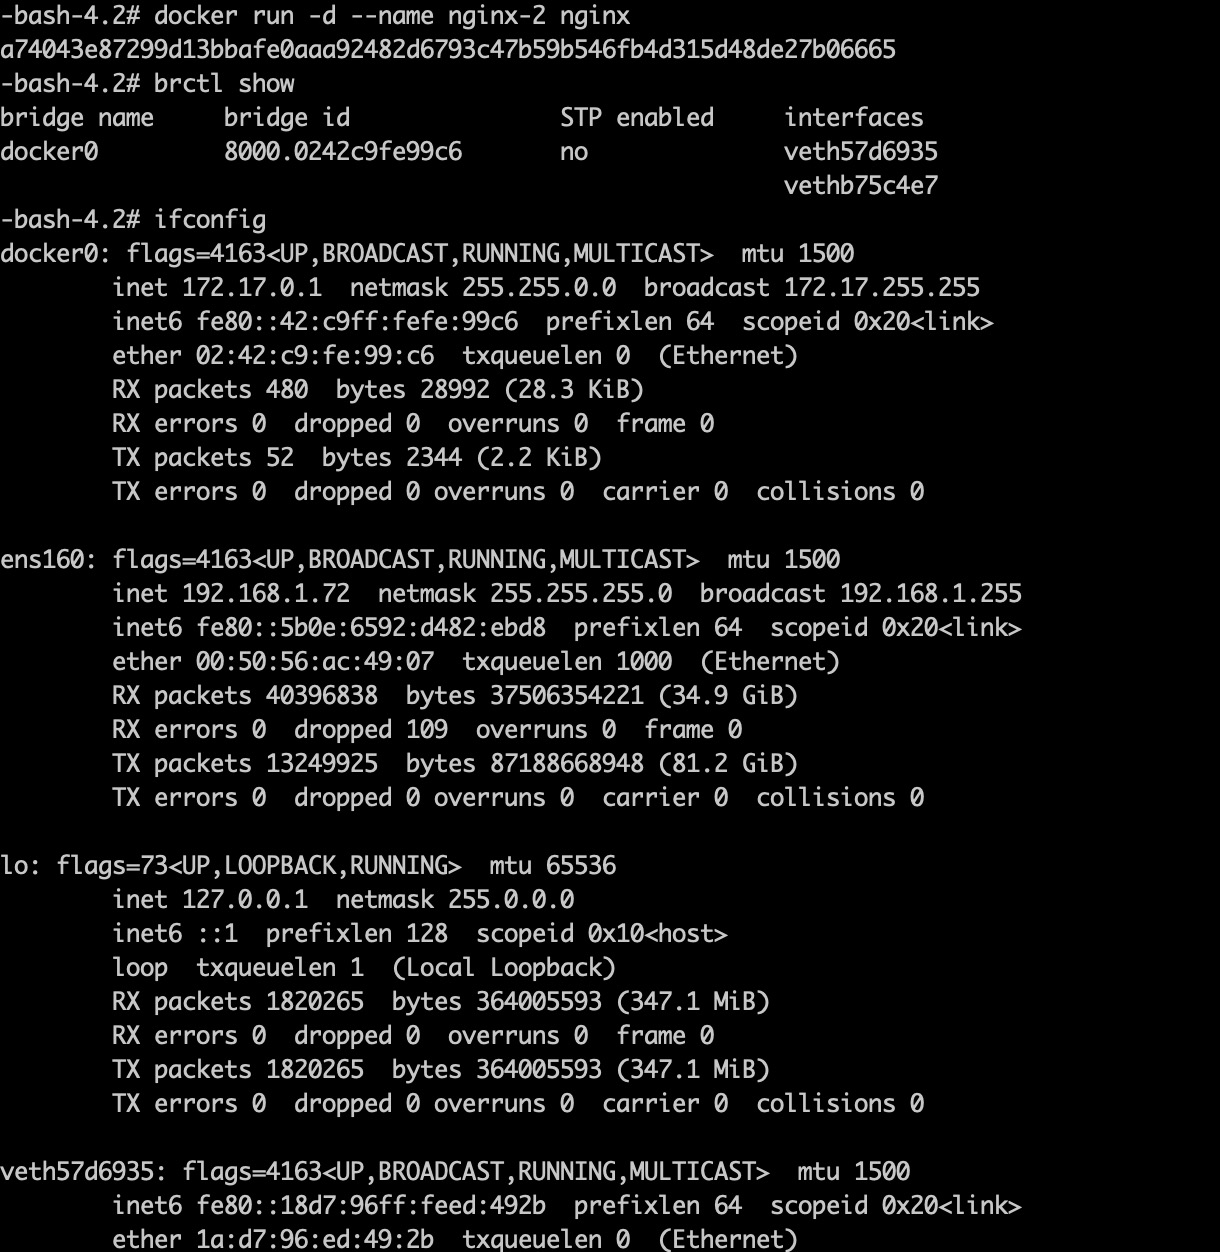 -bash-4.2# docker run -d --name nginx-2 nginx
a74043e87299d13bbafe0aaa92482d6793c47b59b546fb4d315d48de27b06665
-bash-4.2# brctl show
bridge name     bridge id               STP enabled     interfaces
docker0         8000.0242c9fe99c6       no              veth57d6935
                                                        vethb75c4e7
-bash-4.2# ifconfig
docker0: flags=4163<UP,BROADCAST,RUNNING,MULTICAST>  mtu 1500
        inet 172.17.0.1  netmask 255.255.0.0  broadcast 172.17.255.255
        inet6 fe80::42:c9ff:fefe:99c6  prefixlen 64  scopeid 0x20<link>
        ether 02:42:c9:fe:99:c6  txqueuelen 0  (Ethernet)
        RX packets 480  bytes 28992 (28.3 KiB)
        RX errors 0  dropped 0  overruns 0  frame 0
        TX packets 52  bytes 2344 (2.2 KiB)
        TX errors 0  dropped 0 overruns 0  carrier 0  collisions 0

ens160: flags=4163<UP,BROADCAST,RUNNING,MULTICAST>  mtu 1500
        inet 192.168.1.72  netmask 255.255.255.0  broadcast 192.168.1.255
        inet6 fe80::5b0e:6592:d482:ebd8  prefixlen 64  scopeid 0x20<link>
        ether 00:50:56:ac:49:07  txqueuelen 1000  (Ethernet)
        RX packets 40396838  bytes 37506354221 (34.9 GiB)
        RX errors 0  dropped 109  overruns 0  frame 0
        TX packets 13249925  bytes 87188668948 (81.2 GiB)
        TX errors 0  dropped 0 overruns 0  carrier 0  collisions 0

lo: flags=73<UP,LOOPBACK,RUNNING>  mtu 65536
        inet 127.0.0.1  netmask 255.0.0.0
        inet6 ::1  prefixlen 128  scopeid 0x10<host>
        loop  txqueuelen 1  (Local Loopback)
        RX packets 1820265  bytes 364005593 (347.1 MiB)
        RX errors 0  dropped 0  overruns 0  frame 0
        TX packets 1820265  bytes 364005593 (347.1 MiB)
        TX errors 0  dropped 0 overruns 0  carrier 0  collisions 0

veth57d6935: flags=4163<UP,BROADCAST,RUNNING,MULTICAST>  mtu 1500
        inet6 fe80::18d7:96ff:feed:492b  prefixlen 64  scopeid 0x20<link>
        ether 1a:d7:96:ed:49:2b  txqueuelen 0  (Ethernet)